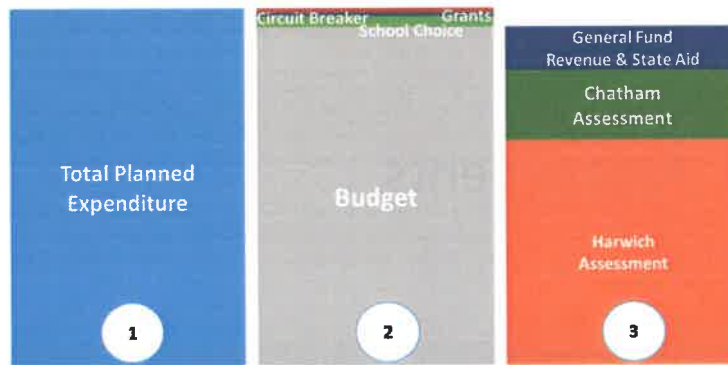 Total Planned
Expenditure
1
Circuit Breaker
Grants
School Choice
Budget
2
General Fund
Revenue & State Aid
Chatham
Assessment
Harwich
Assessment
3